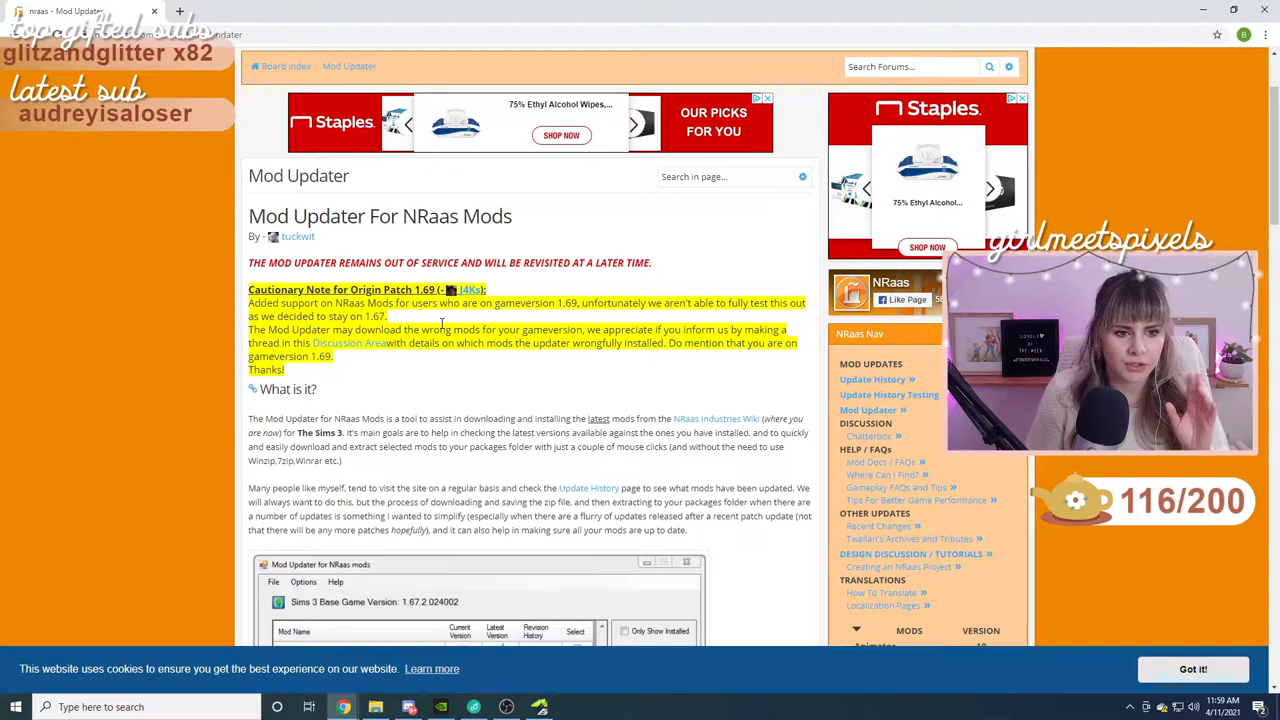 nraas - Mod Updater
top gifted subs
glitzandglitter x82
latest sub
audreyisaloser
Board index
Mod Updater
Search Forums...
Staples.
75% Ethyl Alcohol Wipes,...
SHOP NOW
OUR PICKS
FOR YOU
Staples.
75% Ethyl Alcohol...
SHOP NOW
Mod Updater
Search in page...
Mod Updater For NRaas Mods
By - tuckwit
THE MOD UPDATER REMAINS OUT OF SERVICE AND WILL BE REVISITED AT A LATER TIME.
Cautionary Note for Origin Patch 1.69 (- J4Ks):
Added support on NRaas Mods for users who are on gameversion 1.69, unfortunately we aren't able to fully test this out
as we decided to stay on 1.67.
The Mod Updater may download the wrong mods for your gameversion, we appreciate if you inform us by making a
thread in this Discussion Areawith details on which mods the updater wrongfully installed. Do mention that you are on
gameversion 1.69.
Thanks!
What is it?
The Mod Updater for NRaas Mods is a tool to assist in downloading and installing the latest mods from the NRaas Industries Wiki (where you
are now) for The Sims 3. It's main goals are to help in checking the latest versions available against the ones you have installed, and to quickly
and easily download and extract selected mods to your packages folder with just a couple of mouse clicks (and without the need to use
Winzip,7zip,Winrar etc.)
Many people like myself, tend to visit the site on a regular basis and check the Update History page to see what mods have been updated. We
will always want to do this, but the process of downloading and saving the zip file, and then extracting to your packages folder when there are
a number of updates is something I wanted to simplify (especially when there are a flurry of updates released after a recent patch update (not
that there will be any more patches hopefully), and it can also help in making sure all your mods are up to date.
Mod Updater for NRaas mods
File Options Help
Sims 3 Base Game Version: 1.67.2.024002
Mod Name
Current
Version
Latest
Version
Revision
History
Select
Only Show Installed
girlmeetspixels
NRaas
Like Page
NRaas Nav
MOD UPDATES
Update History »
Update History Testing
Mod Updater »
DISCUSSION
Chatterbox »
HELP / FAQs
Mod Docs / FAQs »
Where Can I Find? »
Gameplay FAQs and Tips »
Tips For Better Game Performance »
OTHER UPDATES
Recent Changes »
Twallan's Archives and Tributes »
DESIGN DISCUSSION / TUTORIALS »
Creating an NRaas Project »
TRANSLATIONS
How To Translate »
Localization Pages »
MODS VERSION
LOVELY
OF
THE WEEK
116/200
This website uses cookies to ensure you get the best experience on our website. Learn more
Got it!
Type here to search
11:59 AM
4/11/2021